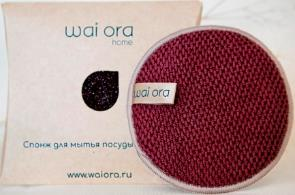 wai ora
home
wai ora
Спонж для мытья посуды
www.waiora.ru